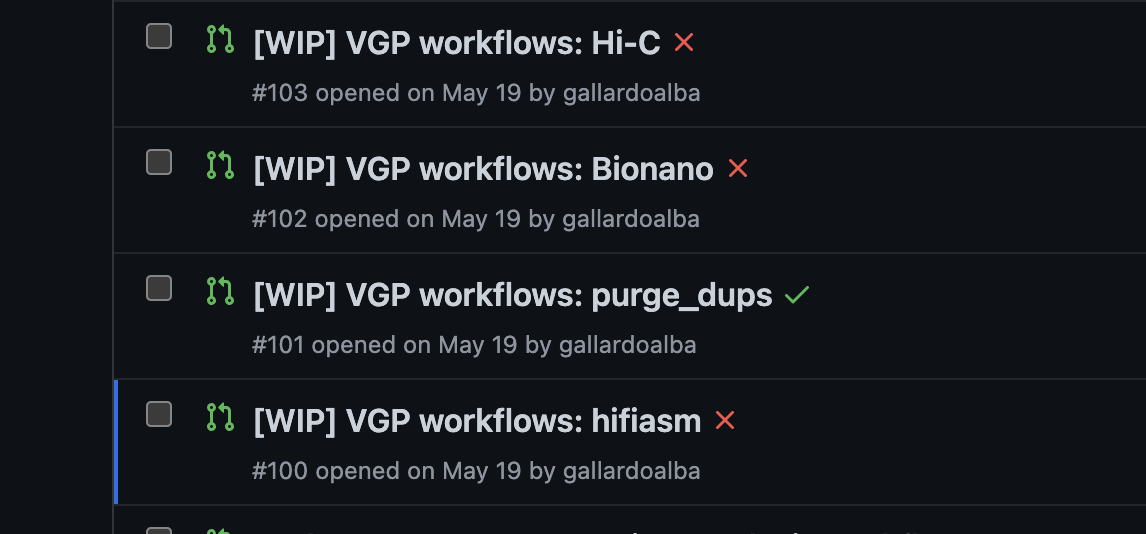 [WIP] VGP workflows: Hi-C
#103 opened on May 19 by gallardoalba
[WIP] VGP workflows: Bionano
#102 opened on May 19 by gallardoalba
[WIP] VGP workflows: purge_dups
#101 opened on May 19 by gallardoalba
[WIP] VGP workflows: hifiasm
#100 opened on May 19 by gallardoalba